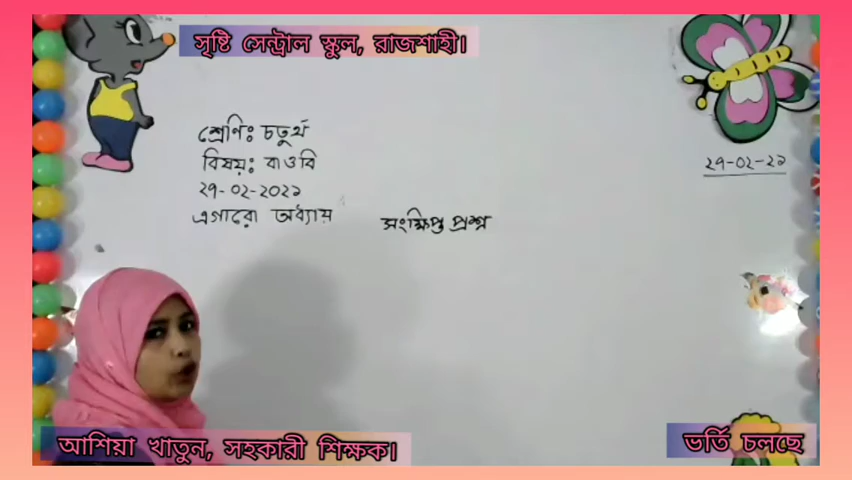 সৃষ্টি সেন্ট্রাল স্কুল, রাজশাহী।
শ্রেণিঃ চতুর্থ
বিষয়: বাওবি
২৭-০২-২০২১
এগারো অধ্যায়
সংক্ষিপ্ত প্রশ্ন
২৭-০২-২১
আশিয়া খাতুন, সহকারী শিক্ষক।
ভর্তি চলছে